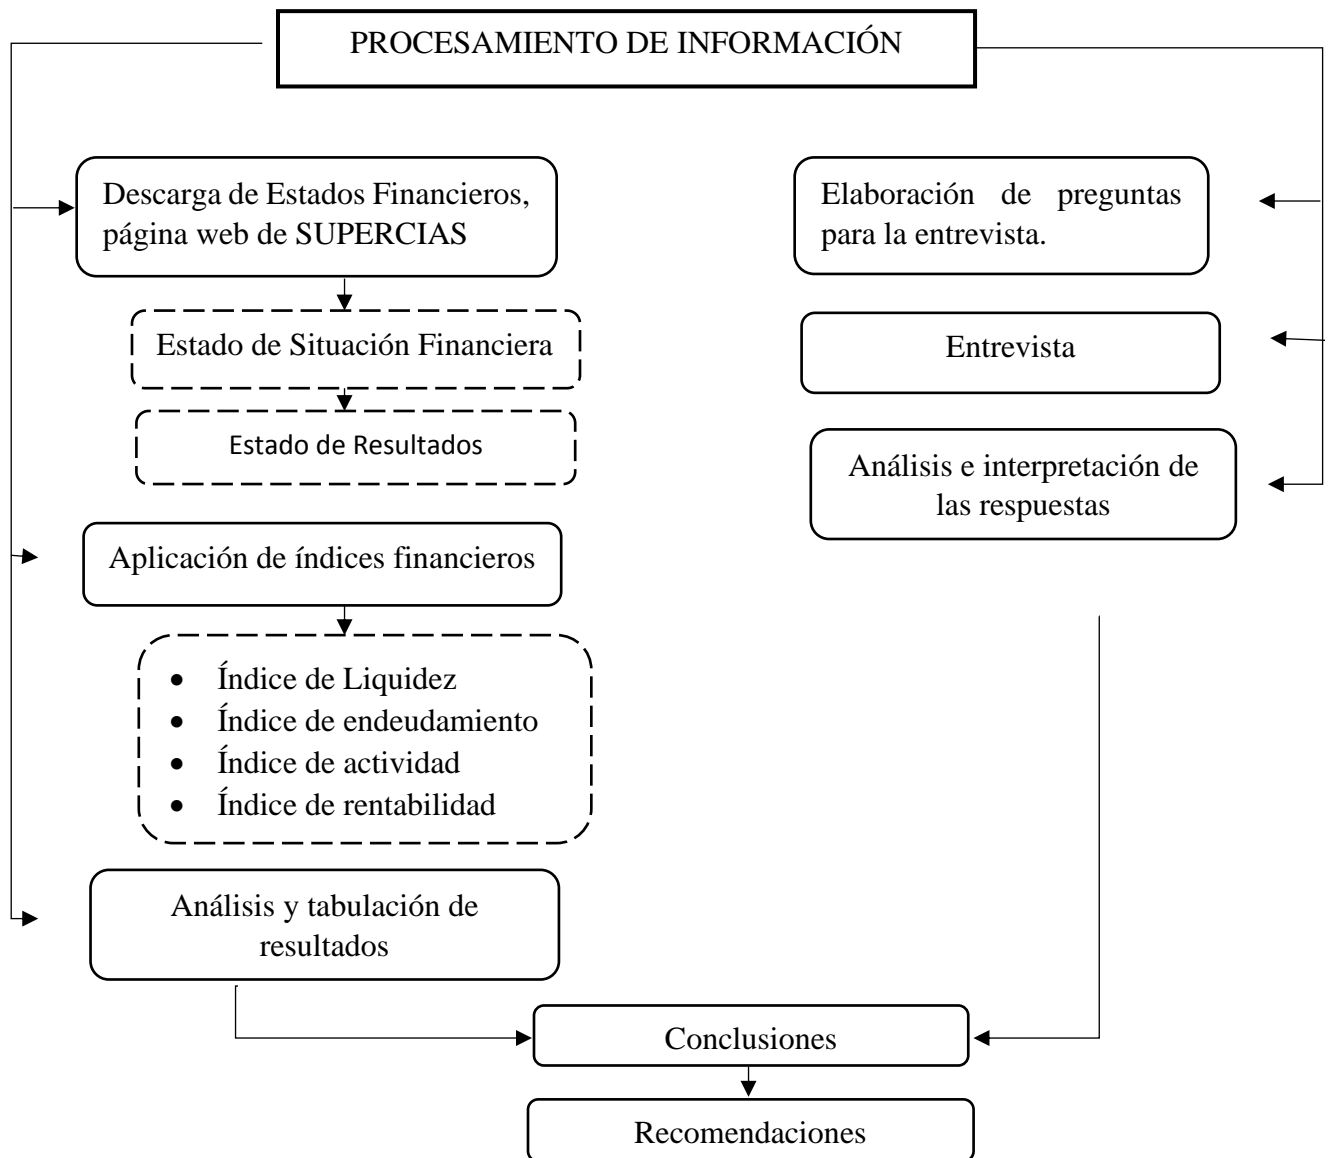 PROCESAMIENTO DE INFORMACIÓN
Descarga de Estados Financieros,
página web de SUPERCIAS
Estado de Situación Financiera
Estado de Resultados
Aplicación de índices financieros
• Índice de Liquidez
• Índice de endeudamiento
• Índice de actividad
• Índice de rentabilidad
Análisis y tabulación de
resultados
Elaboración de preguntas
para la entrevista.
Entrevista
Análisis e interpretación de
las respuestas
Conclusiones
Recomendaciones